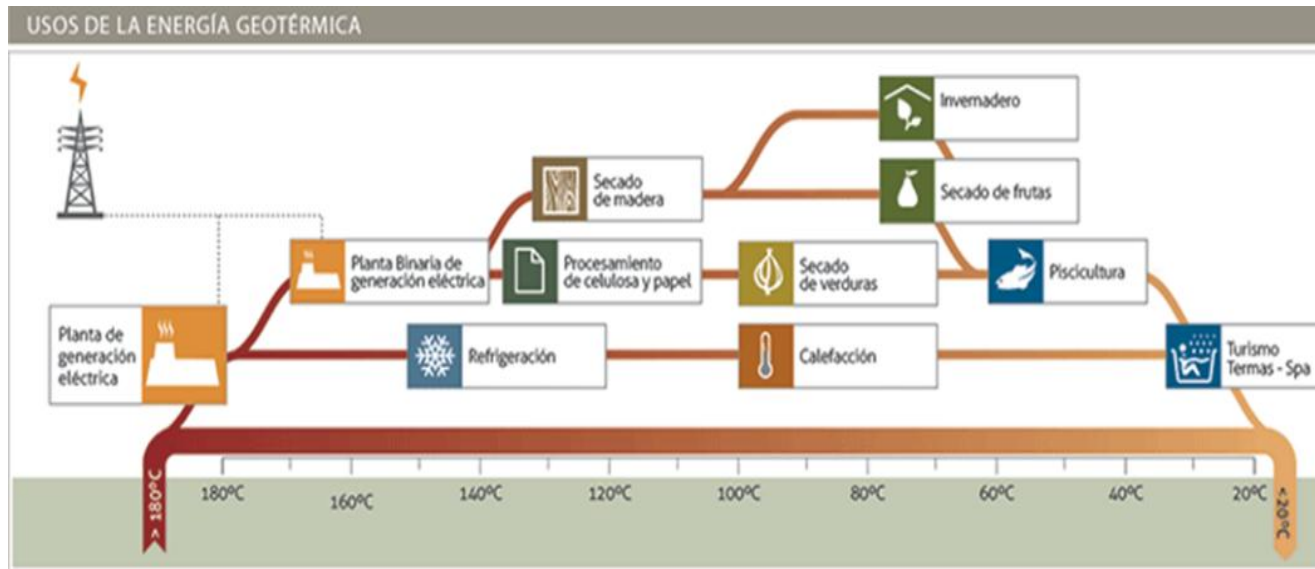 USOS DE LA ENERGÍA GEOTÉRMICA
Invernadero
Secado
de madera
Secado de frutas
Planta Binaria de
generación eléctrica
Procesamiento
de celulosa y papel
Secado
de verduras
Piscicultura
Planta de
generación
eléctrica
Refrigeración
Calefacción
Turismo
Termas - Spa
> 180ºC
180ºC
160ºC
140ºC
120ºC
100ºC
80ºC
60ºC
40ºC
20ºC
<20ºC